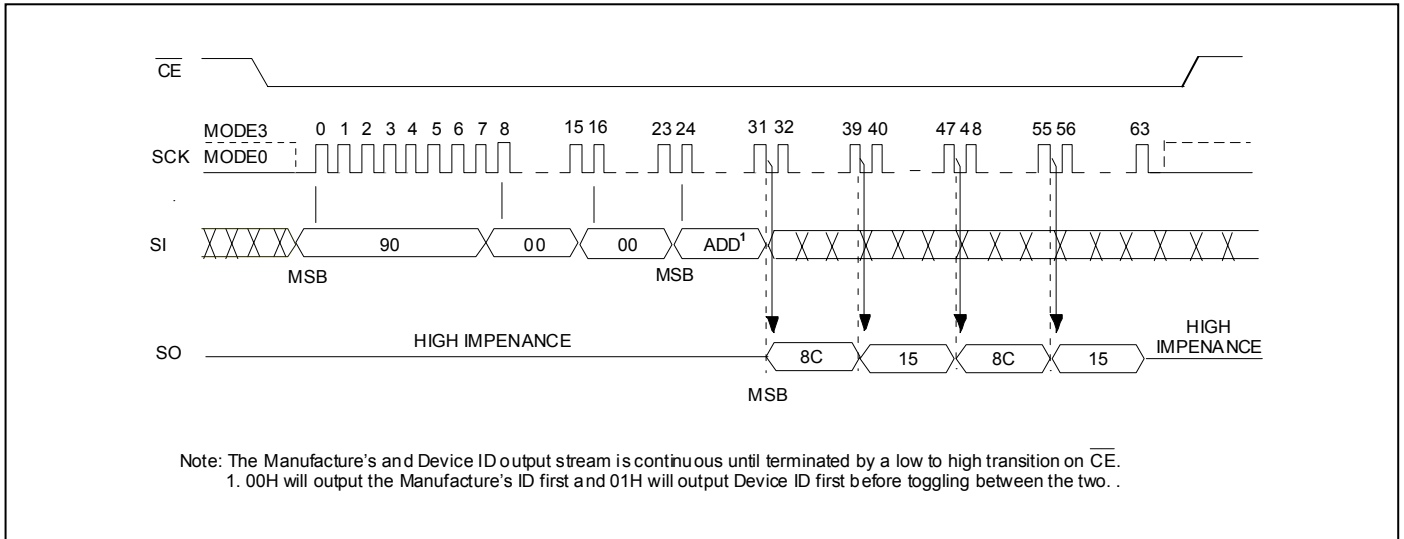 CE
MODE3
0 1 2 3 4 5 6 7 8 15 16 23 24 31 32 39 40 47 48 55 56 63
SCK MODE0
SI 90 00 00 ADD1
MSB MSB
HIGH IMPENANCE
HIGH
IMPENANCE
SO 8C 15 8C 15
MSB
Note: The Manufacture's and Device ID output stream is continuous until terminated by a low to high transition on CE.
1. 00H will output the Manufacture's ID first and 01H will output Device ID first before toggling between the two. .